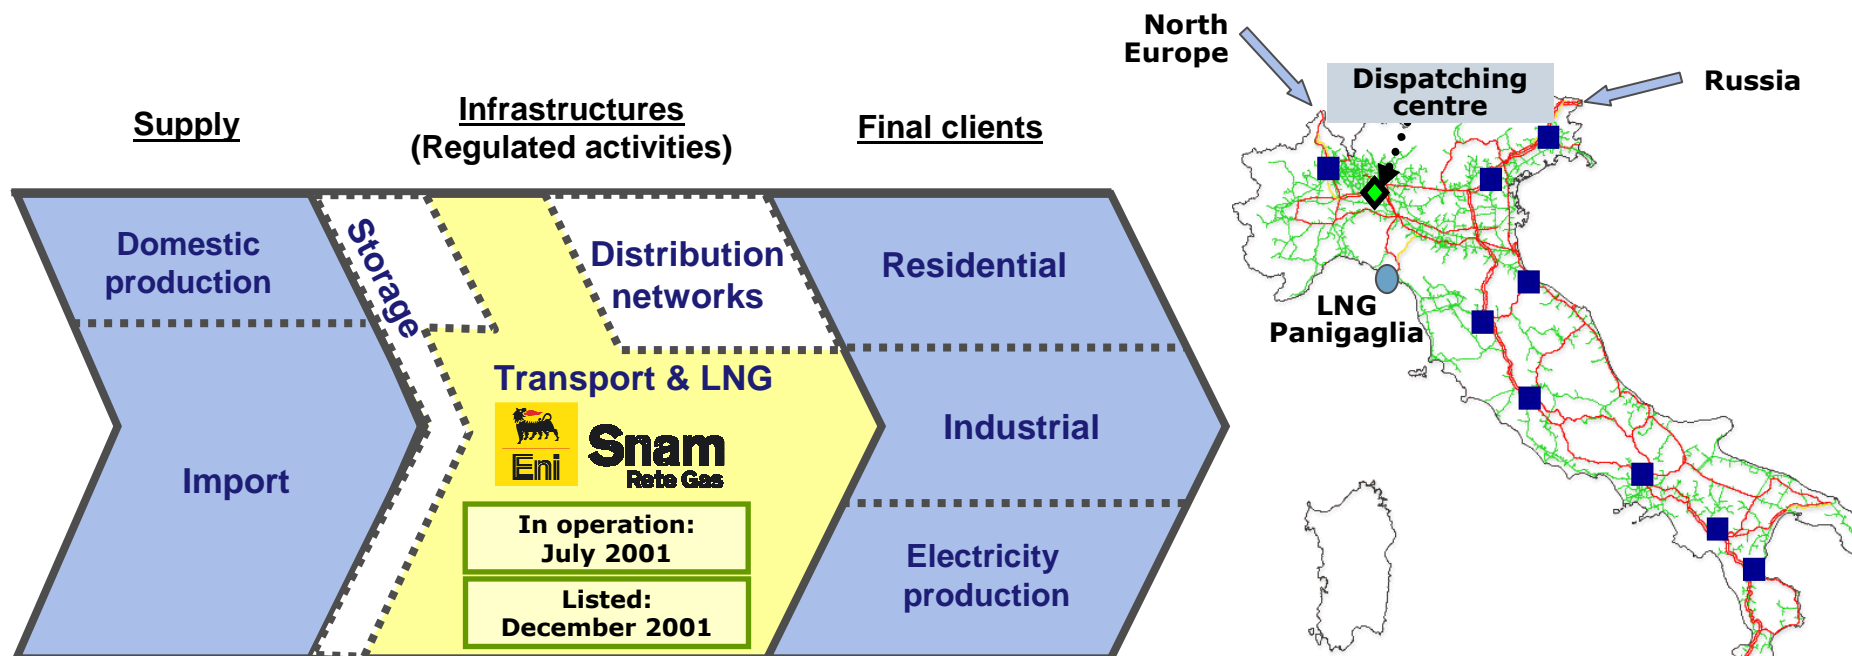 Supply
Infrastructures
(Regulated activities)
Final clients
Domestic
production
Import
Storage
Distribution
networks
Transport & LNG
Eni
Snam
Rete Gas
In operation:
July 2001
Listed:
December 2001
Residential
Industrial
Electricity
production
North
Europe
Dispatching
centre
Russia
LNG
Panigaglia